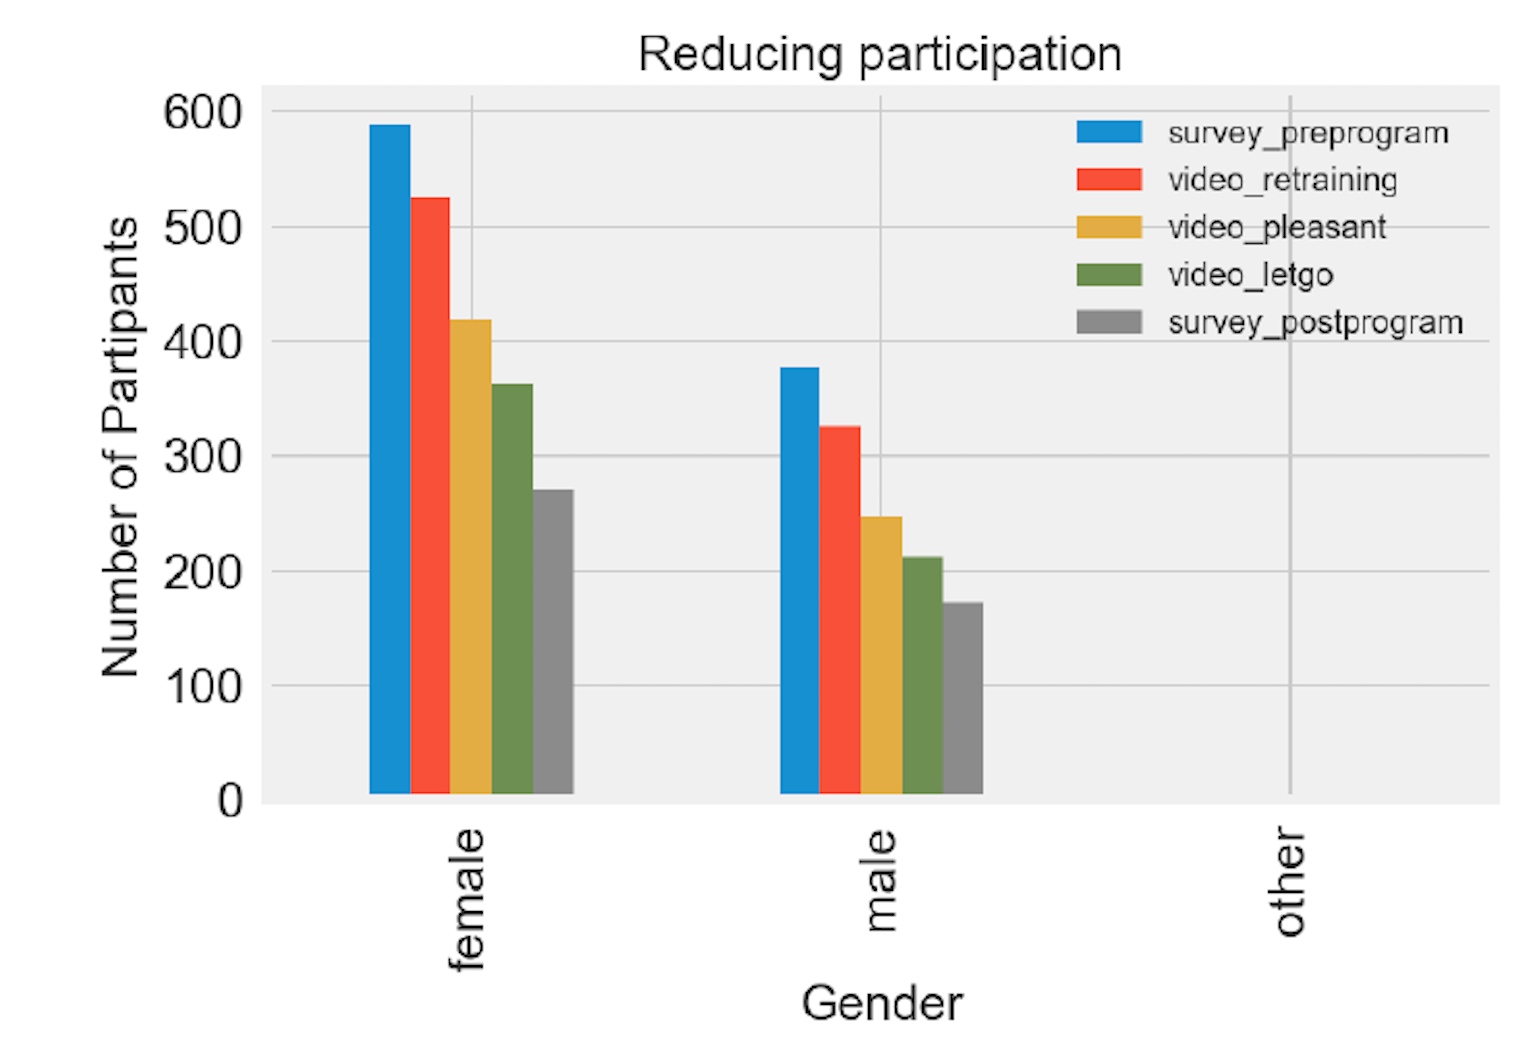 Reducing participation
600
500
400
300
200
100
0
Number of Partipants
survey_preprogram
video_retraining
video_pleasant
video_letgo
survey_postprogram
female
male
other
Gender